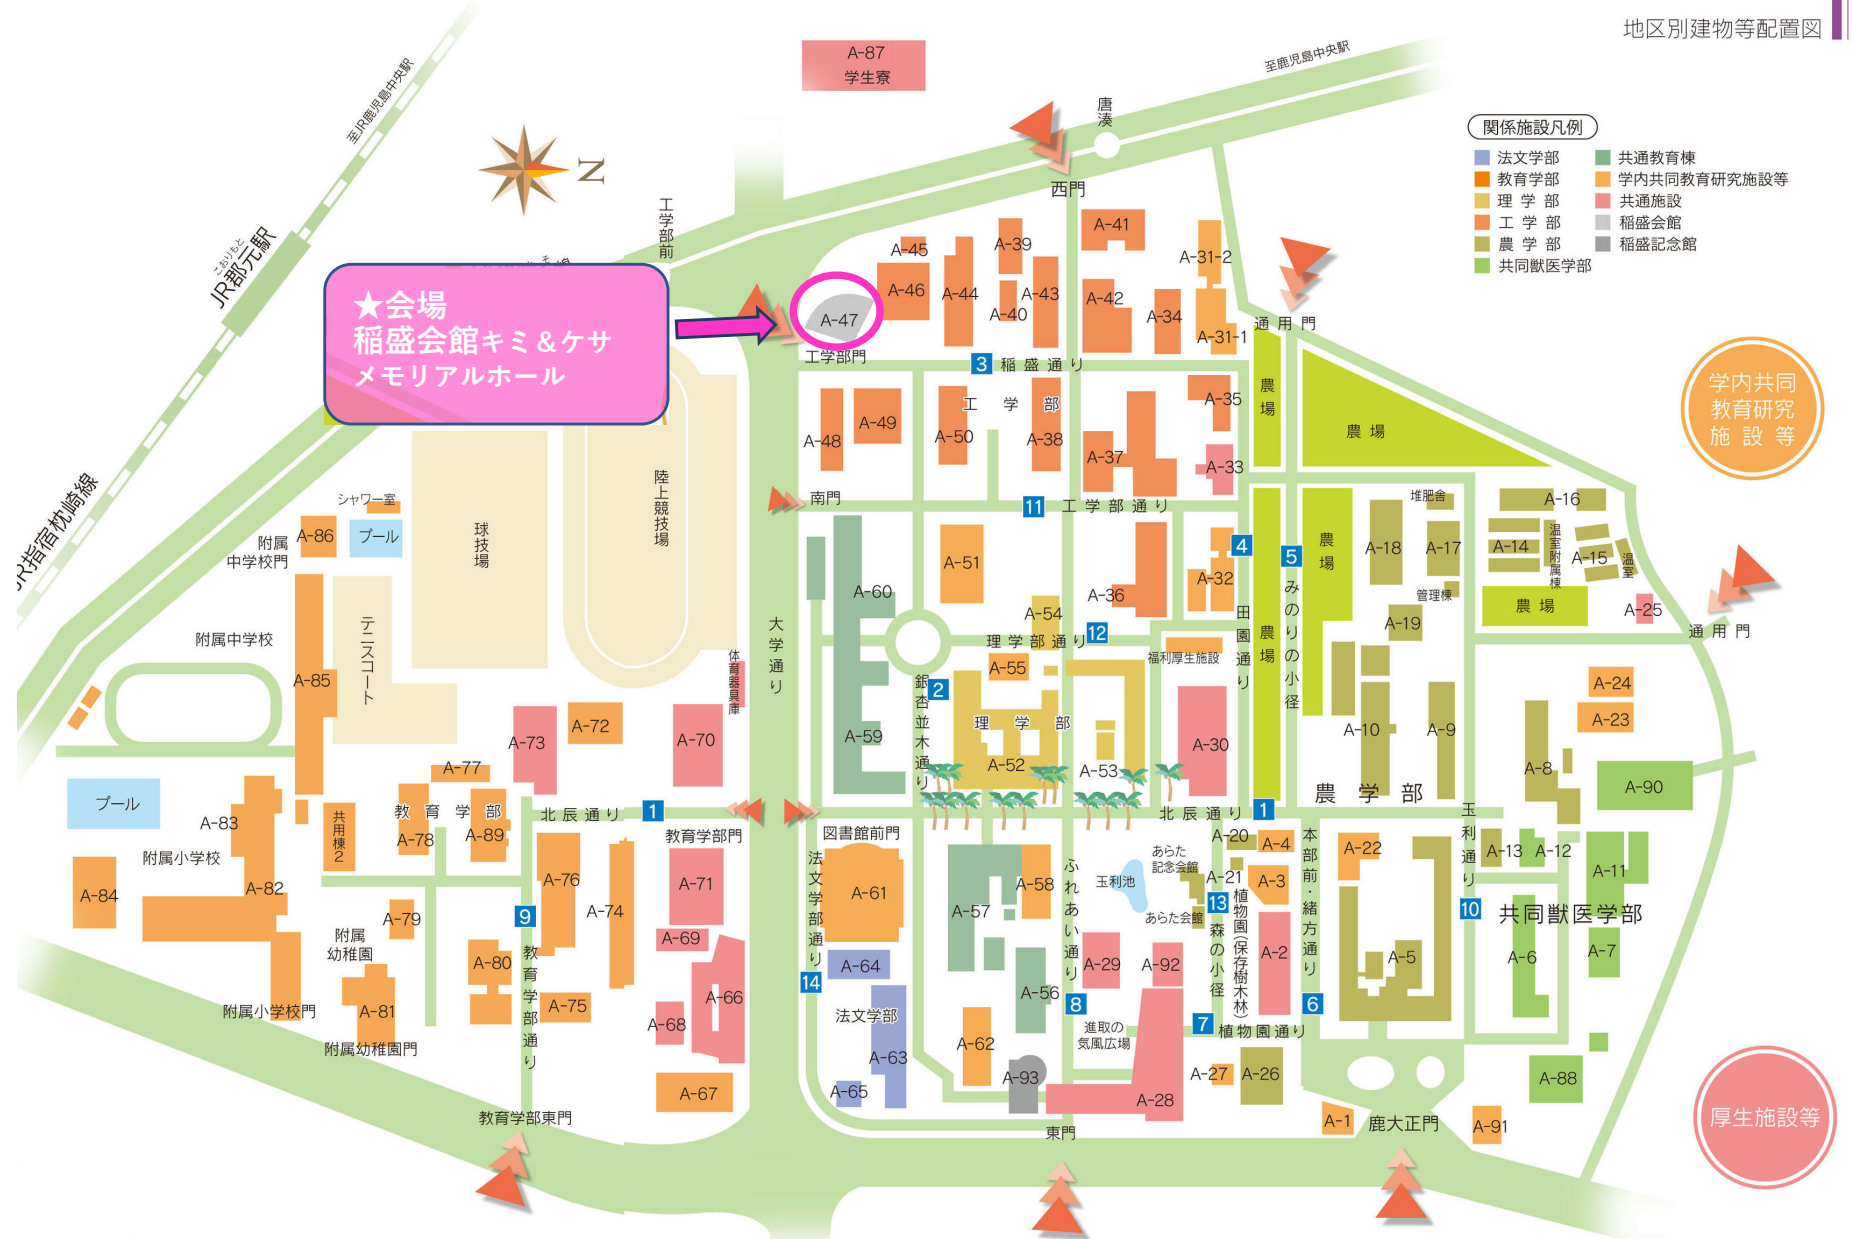 地区別建物等配置図
A-87
学生寮
至鹿児島中央駅
至JR鹿児島中央駅
唐湊
西門
N
工学部前
こおりもと
JR郡元駅
JR指宿枕崎線
関係施設凡例
法文学部
教育学部
理学部
工学部
農学部
共同獣医学部
共通教育棟
学内共同教育研究施設等
共通施設
稲盛会館
稲盛記念館
★会場
稲盛会館キミ&ケサ
メモリアルホール
A-47
工学部門
A-45
A-46
A-44
A-39
A-40
A-43
A-41
A-42
A-34
A-31-2
A-31-1
通用門
3 稲盛通り
工学部
A-48
A-49
A-50
A-38
A-37
A-35
A-33
農場
農場
学内共同
教育研究
施設等
南門
11 工学部通り
シャワー室
プール
A-86
附属
中学校門
球技場
陸上競技場
テニスコート
附属中学校
A-85
体育器具庫
大学通り
A-60
A-59
A-51
A-54
A-36
A-32
4
田園通り
5
みのりの小径
農場
農場
理学部通り 12
福利厚生施設
A-55
2
銀杏並木通り
理学部
A-52
A-53
A-30
堆肥舎
A-18
A-17
管理棟
A-19
A-16
A-14
温室附属棟
A-15
温室
農場
A-25
通用門
A-10
A-9
A-24
A-23
A-8
A-90
農学部
A-73
A-72
A-70
A-77
教育学部
A-78
A-89
プール
A-83
附属小学校
共用棟2
A-84
A-82
A-79
附属
幼稚園
A-80
A-81
附属小学校門
附属幼稚園門
北辰通り 1
教育学部門
A-76
A-74
A-75
9
教育学部通り
教育学部東門
A-71
A-69
A-66
A-68
A-67
図書館前門
法文学部通り
14
A-61
A-64
法文学部
A-63
A-65
A-62
A-57
A-58
A-56
A-93
北辰通り 1
ふれあい通り
8
玉利池
あらた
記念会館
あらた会館
A-20
A-4
A-21
A-3
13
森の小径
植物園(保存樹木林)
A-2
A-29
A-92
進取の
気風広場
7 植物園通り
A-28
A-27
A-26
東門
本部前・緒方通り
6
A-22
A-5
玉利通り
10
A-13
A-12
A-11
共同獣医学部
A-6
A-7
A-88
A-1
鹿大正門
A-91
厚生施設等